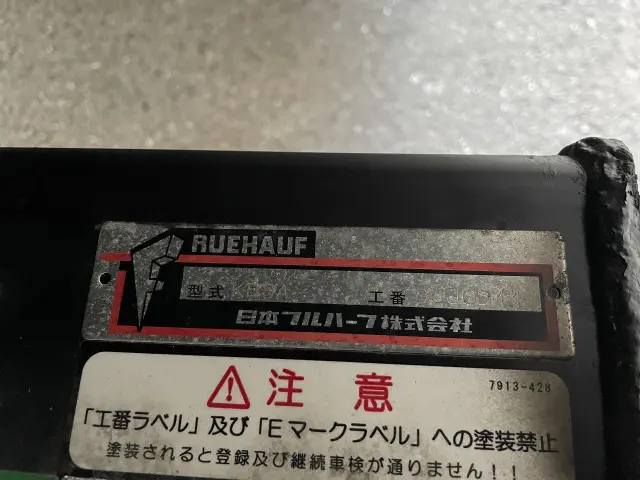 FRUEHAUF
型式
工番
日本フルハーフ株式会社
注意
7913-428
「工番ラベル」及び「Eマークラベル」への塗装禁止
塗装されると登録及び継続車検が通りません!!